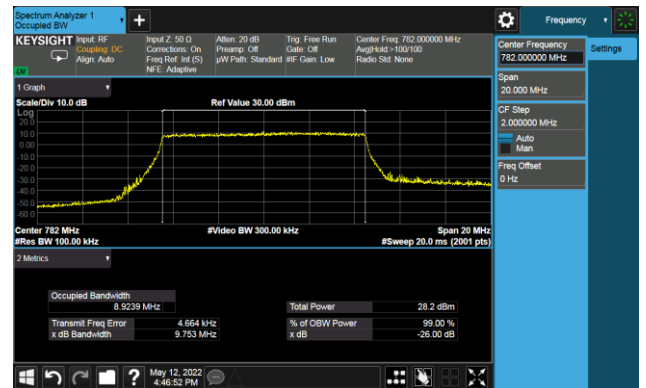 Spectrum Analyzer 1
Occupied BW
Frequency
KEYSIGHT
Input: RF
Coupling: DC
Align: Auto
Input Z: 50 Ω
Corrections: On
Freq Ref: Int (S)
NFE: Adaptive
Atten: 20 dB
Preamp: Off
µW Path: Standard
Trig: Free Run
Gate: Off
#IF Gain: Low
Center Freq: 782.000000 MHz
Avg|Hold:>100/100
Radio Std: None
Center Frequency
782.000000 MHz
Settings
Span
20.000 MHz
CF Step
2.000000 MHz
Auto
Man
Freq Offset
0 Hz
1 Graph
Scale/Div 10.0 dB
Ref Value 30.00 dBm
Log
20.0
10.0
0.00
-10.0
-20.0
-30.0
-40.0
-50.0
-60.0
Center 782 MHz
#Video BW 300.00 kHz
Span 20 MHz
#Res BW 100.00 kHz
#Sweep 20.0 ms (2001 pts)
2 Metrics
Occupied Bandwidth
8.9239 MHz
Total Power
28.2 dBm
Transmit Freq Error
4.664 kHz
% of OBW Power
99.00 %
x dB Bandwidth
9.753 MHz
x dB
-26.00 dB
May 12, 2022
4:46:52 PM